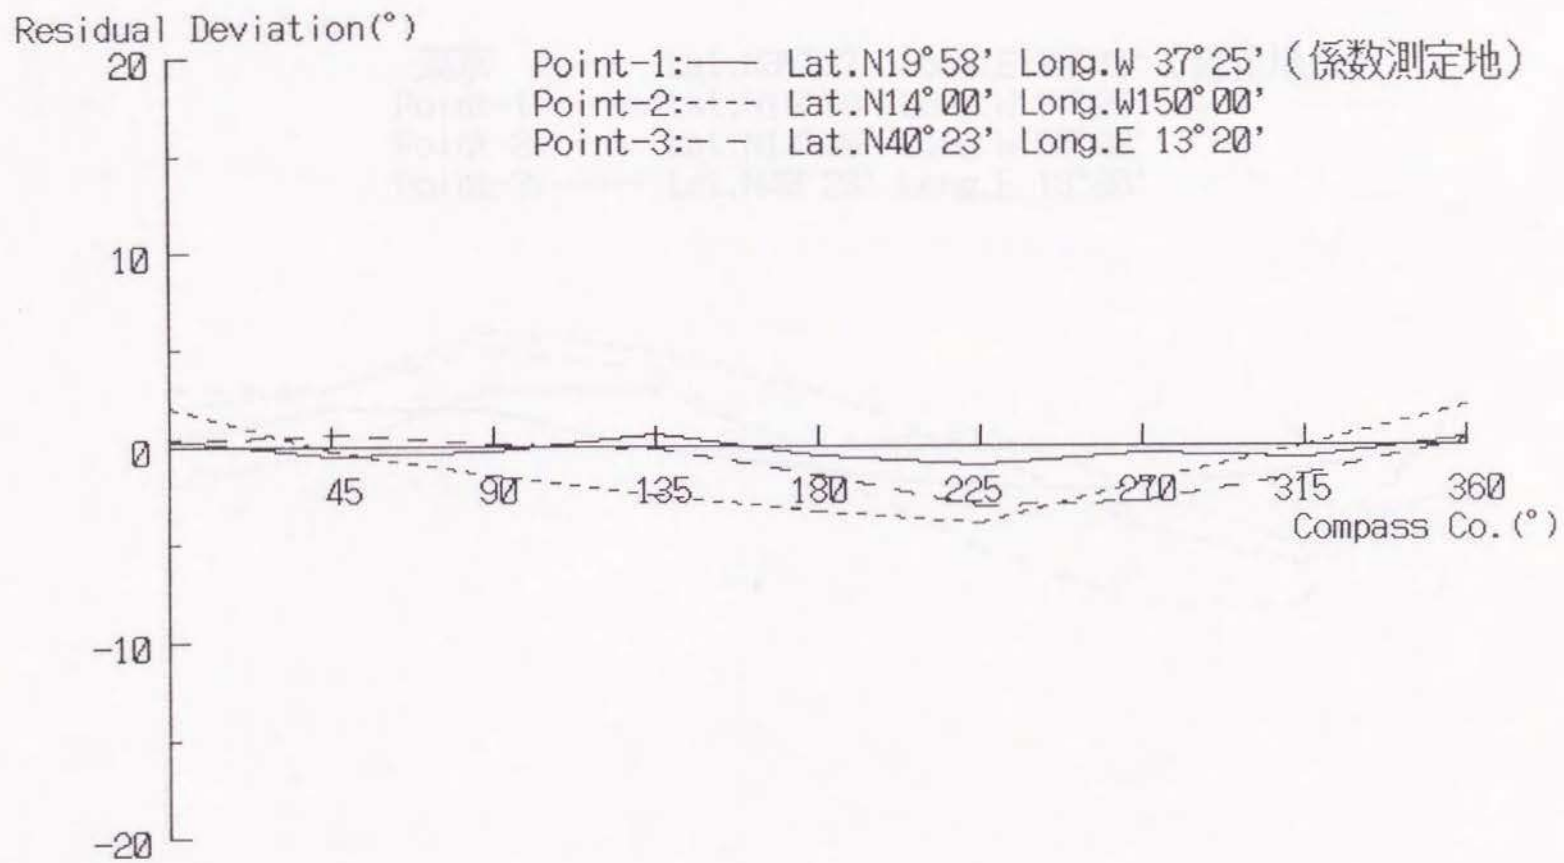 Residual Deviation(°)
20
Point-1:—— Lat.N19°58' Long.W 37°25' (係数測定地)
Point-2:---- Lat.N14°00' Long.W150°00'
Point-3:- - Lat.N40°23' Long.E 13°20'
10
0
45 90 135 180 225 270 315 360
Compass Co.(°)
-10
-20